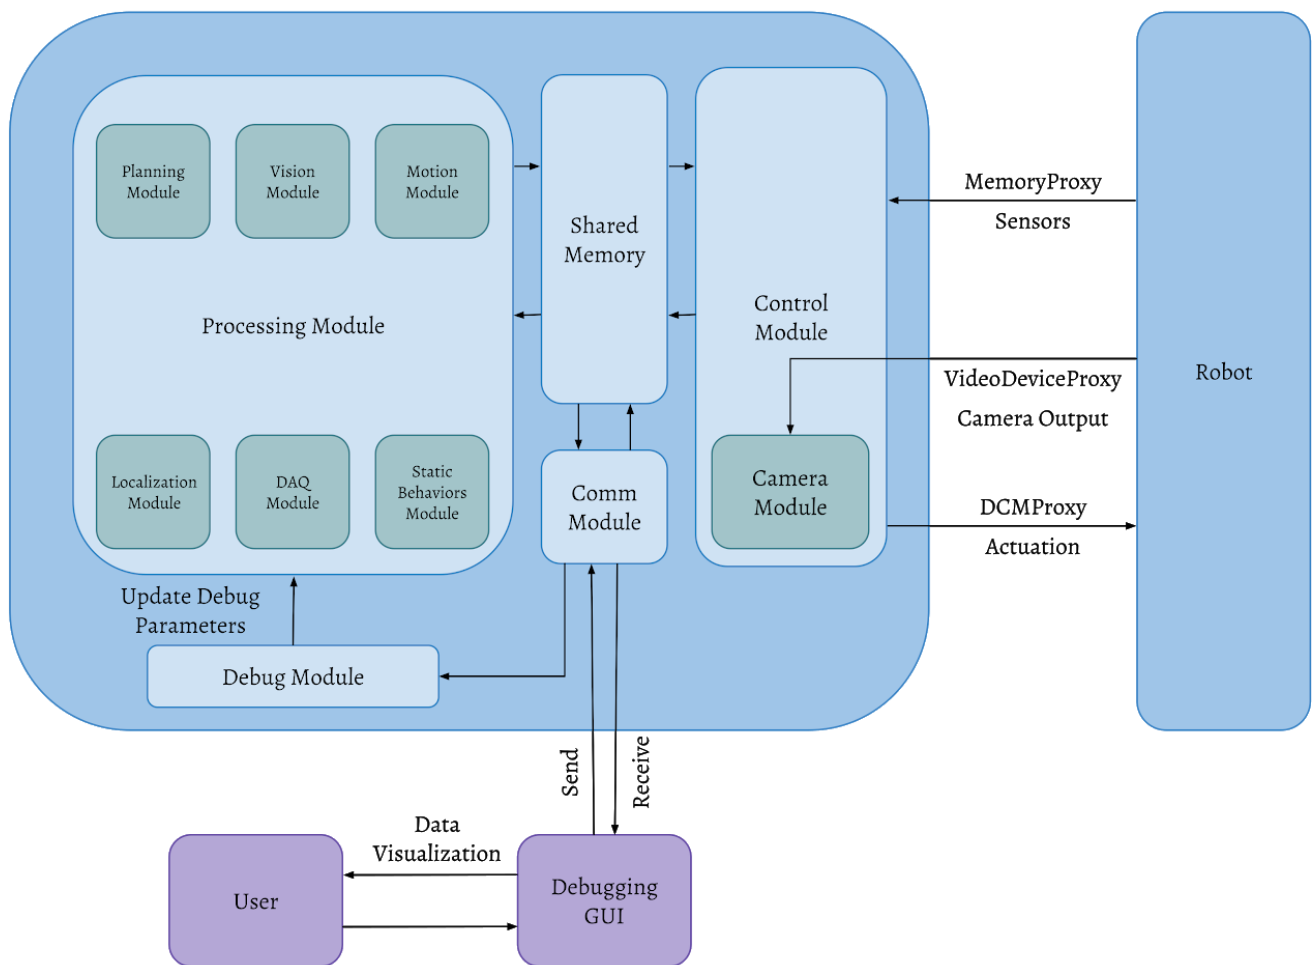 Planning
Module
Vision
Module
Motion
Module
Processing Module
Localization
Module
DAQ
Module
Static
Behaviors
Module
Shared
Memory
Control
Module
Camera
Module
Comm
Module
MemoryProxy
Sensors
VideoDeviceProxy
Camera Output
DCMProxy
Actuation
Robot
Update Debug
Parameters
Debug Module
Send
Receive
Data
Visualization
User
Debugging
GUI